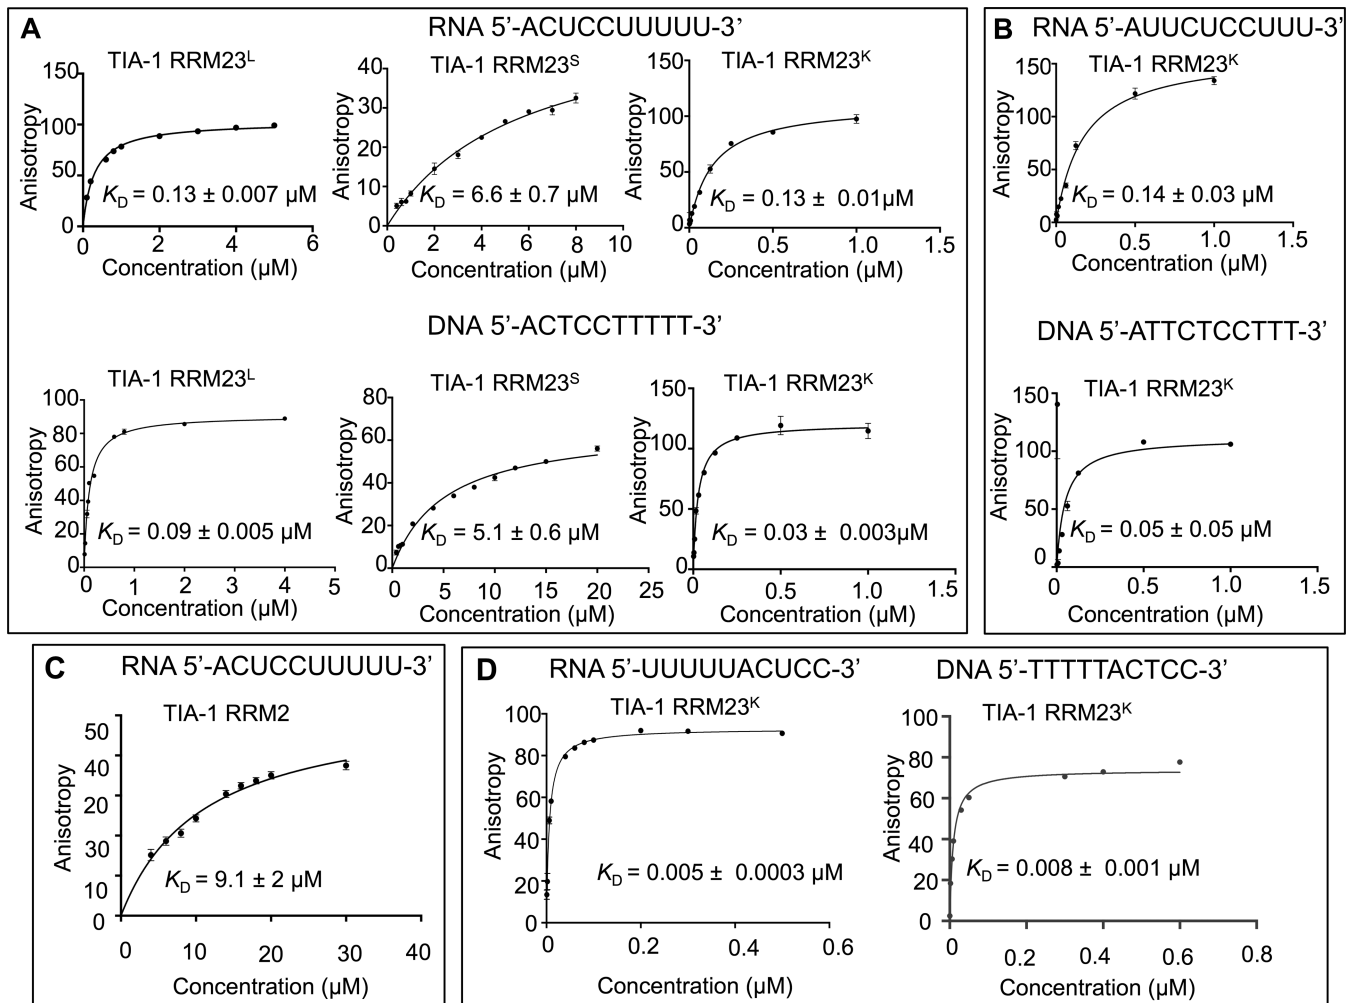 A
RNA 5’-ACUCCUUUUU-3’
TIA-1 RRM23ᴸ
Anisotropy
150
100
50
0
K_D = 0.13 ± 0.007 µM
0 2 4 6
Concentration (µM)
TIA-1 RRM23ˢ
Anisotropy
40
30
20
10
0
K_D = 6.6 ± 0.7 µM
0 2 4 6 8 10
Concentration (µM)
TIA-1 RRM23ᴷ
Anisotropy
150
100
50
0
K_D = 0.13 ± 0.01µM
0 0.5 1.0 1.5
Concentration (µM)
DNA 5’-ACTCCTTTTT-3’
TIA-1 RRM23ᴸ
Anisotropy
100
80
60
40
20
0
K_D = 0.09 ± 0.005 µM
0 1 2 3 4 5
Concentration (µM)
TIA-1 RRM23ˢ
Anisotropy
80
60
40
20
0
K_D = 5.1 ± 0.6 µM
0 5 10 15 20 25
Concentration (µM)
TIA-1 RRM23ᴷ
Anisotropy
150
100
50
0
K_D = 0.03 ± 0.003µM
0 0.5 1.0 1.5
Concentration (µM)
B
RNA 5’-AUUCUCCUUU-3’
TIA-1 RRM23ᴷ
Anisotropy
150
100
50
0
K_D = 0.14 ± 0.03 µM
0 0.5 1.0 1.5
Concentration (µM)
DNA 5’-ATTCTCCTTT-3’
TIA-1 RRM23ᴷ
Anisotropy
150
100
50
0
K_D = 0.05 ± 0.05 µM
0 0.5 1.0 1.5
Concentration (µM)
C
RNA 5’-ACUCCUUUUU-3’
TIA-1 RRM2
Anisotropy
50
40
20
30
10
0
K_D = 9.1 ± 2 µM
0 10 20 30 40
Concentration (µM)
D
RNA 5’-UUUUUACUCC-3’
TIA-1 RRM23ᴷ
Anisotropy
100
80
60
40
20
0
K_D = 0.005 ± 0.0003 µM
0 0.2 0.4 0.6
Concentration (µM)
DNA 5’-TTTTTACTCC-3’
TIA-1 RRM23ᴷ
Anisotropy
100
80
60
40
20
0
K_D = 0.008 ± 0.001 µM
0 0.2 0.4 0.6 0.8
Concentration (µM)